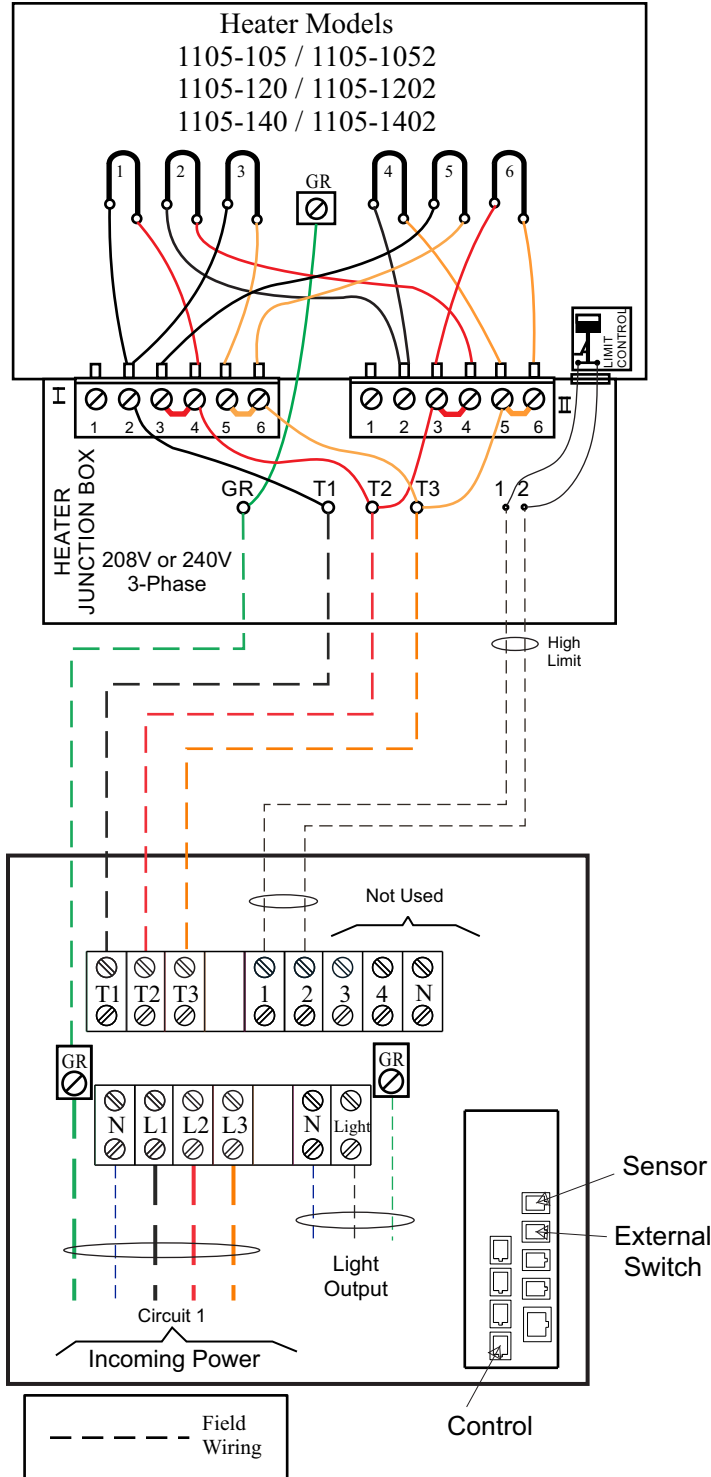 Heater Models
1105-105 / 1105-1052
1105-120 / 1105-1202
1105-140 / 1105-1402
1 2 3 GR 4 5 6
LIMIT
CONTROL
I
II
1 2 3 4 5 6
1 2 3 4 5 6
HEATER
JUNCTION BOX
GR T1 T2 T3 1 2
208V or 240V
3-Phase
High
Limit
Not Used
T1 T2 T3 1 2 3 4 N
GR
GR
N L1 L2 L3 N Light
Sensor
External
Switch
Light
Output
Circuit 1
Incoming Power
Control
Field
Wiring